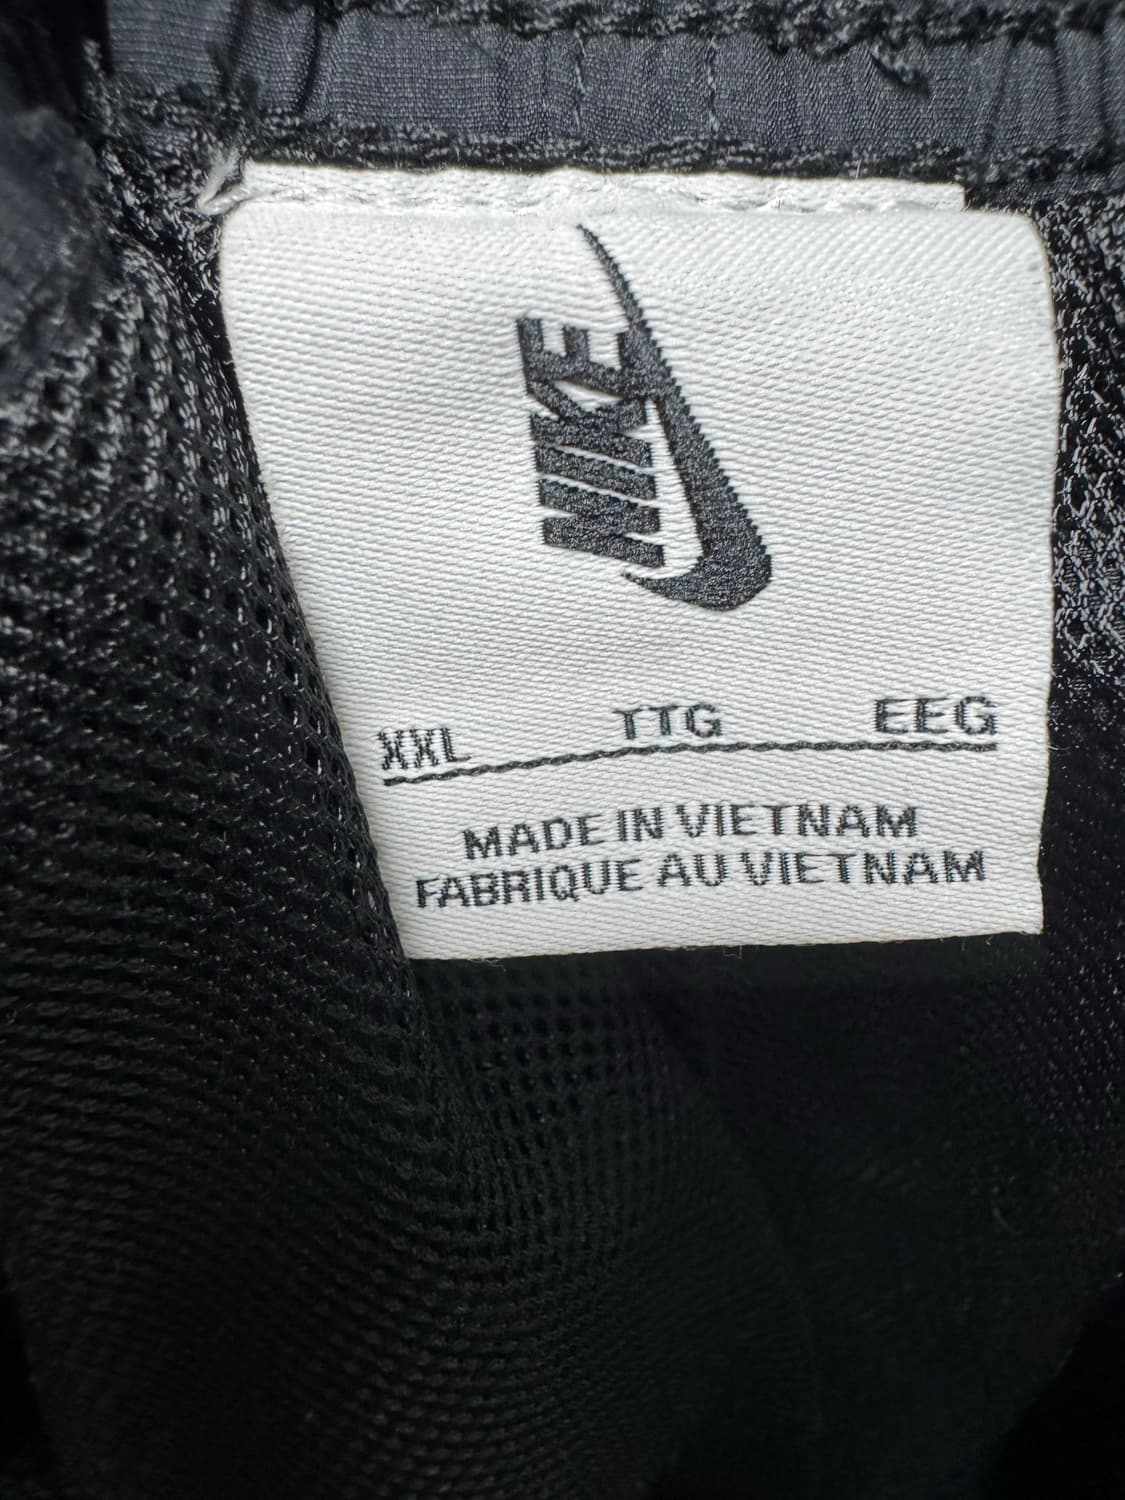 NIKE
XXL TTG EEG
MADE IN VIETNAM
FABRIQUE AU VIETNAM